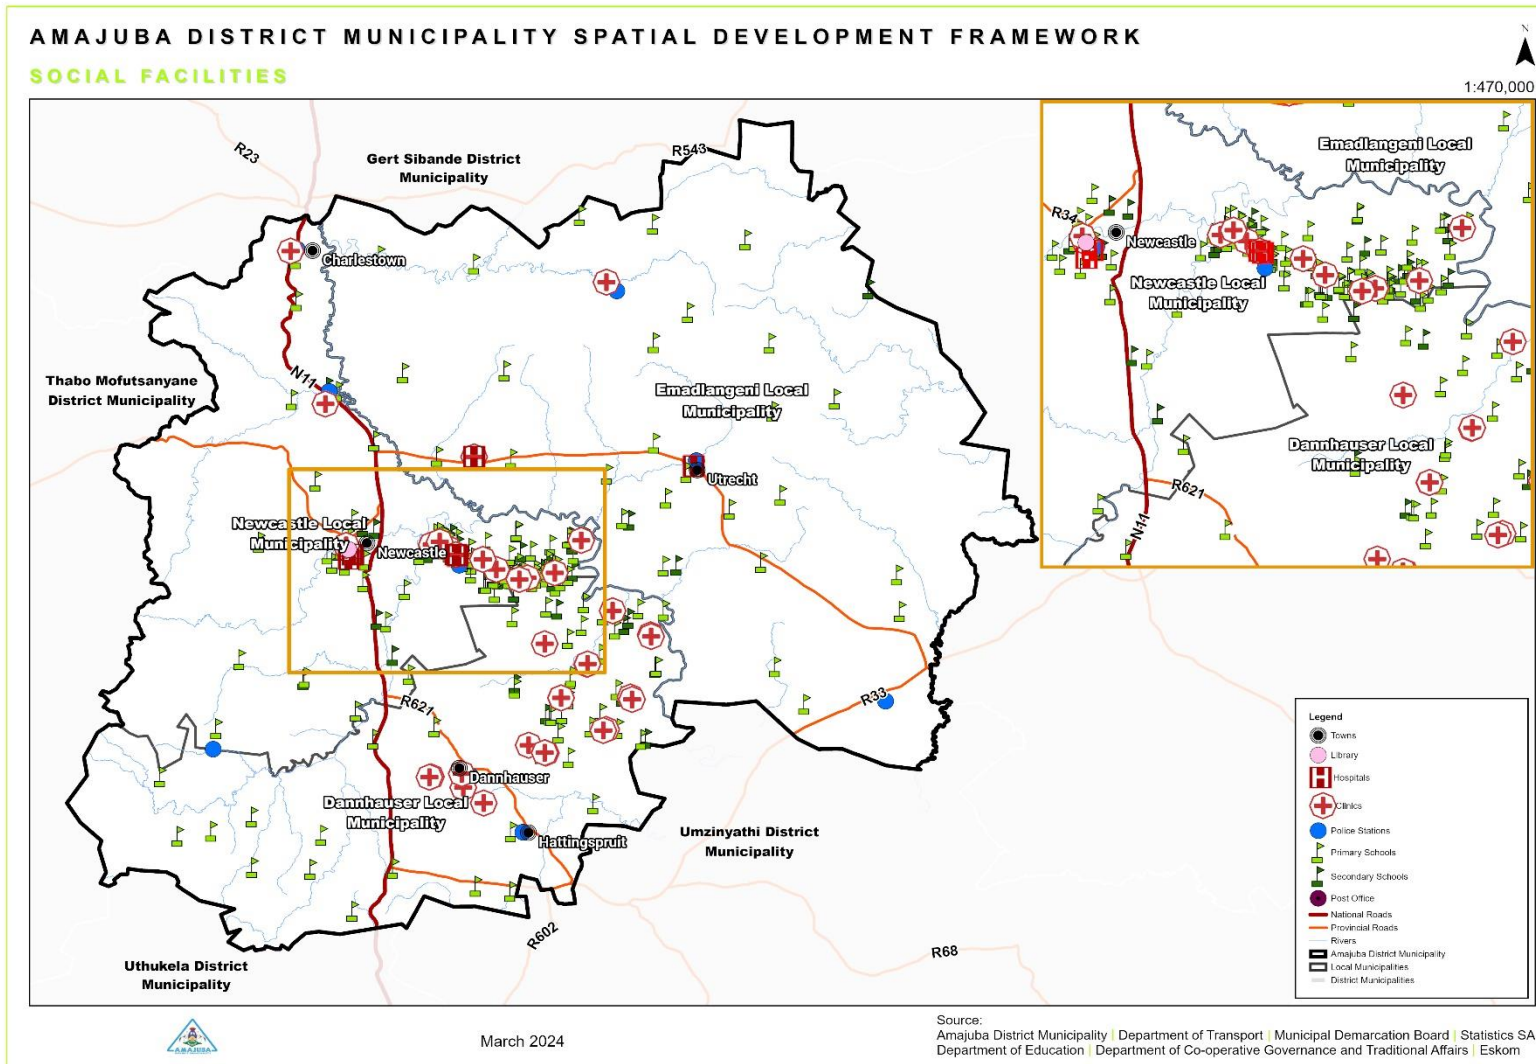 AMAJUBA DISTRICT MUNICIPALITY SPATIAL DEVELOPMENT FRAMEWORK
SOCIAL FACILITIES
N
1:470,000
R23
Gert Sibande District
Municipality
R543
Charlestown
Thabo Mofutsanyane
District Municipality
N11
Emadlangeni Local
Municipality
Utrecht
Newcastle Local
Municipality
Newcastle
R621
R33
Dannhauser
Dannhauser Local
Municipality
Hattingspruit
Umzinyathi District
Municipality
R602
R68
Uthukela District
Municipality
Emadlangeni Local
Municipality
R34
Newcastle
Newcastle Local
Municipality
Dannhauser Local
Municipality
R621
N11
Legend
Towns
Library
H Hospitals
Clinics
Police Stations
Primary Schools
Secondary Schools
Post Office
National Roads
Provincial Roads
Rivers
Amajuba District Municipality
Local Municipalities
District Municipalities
AMAJUBA
March 2024
Source:
Amajuba District Municipality | Department of Transport | Municipal Demarcation Board | Statistics SA
Department of Education | Department of Co-operative Governance and Traditional Affairs | Eskom